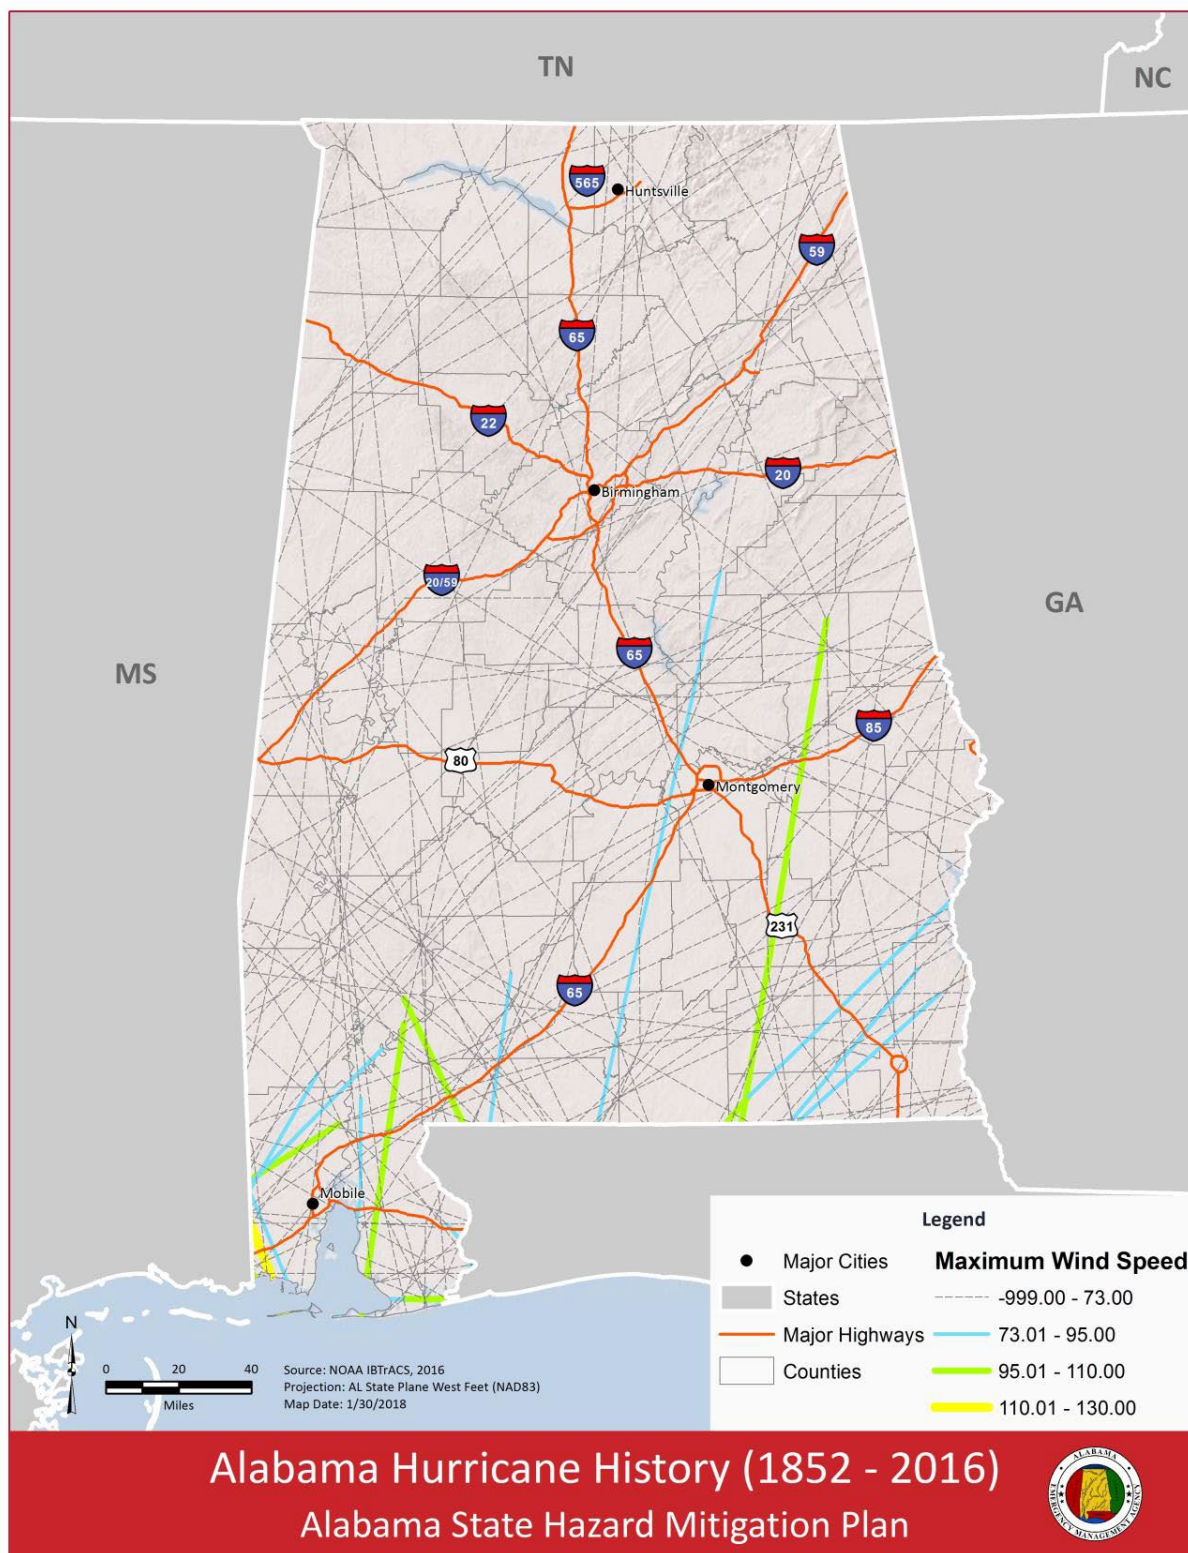 TN
NC
565
Huntsville
59
65
22
20
Birmingham
20/59
GA
65
MS
85
80
Montgomery
231
65
Mobile
Legend
Major Cities
Maximum Wind Speed
States
-999.00 - 73.00
Major Highways
73.01 - 95.00
Counties
95.01 - 110.00
110.01 - 130.00
N
0 20 40
Miles
Source: NOAA IBTrACS, 2016
Projection: AL State Plane West Feet (NAD83)
Map Date: 1/30/2018
Alabama Hurricane History (1852 - 2016)
Alabama State Hazard Mitigation Plan
ALABAMA
EMERGENCY MANAGEMENT AGENCY